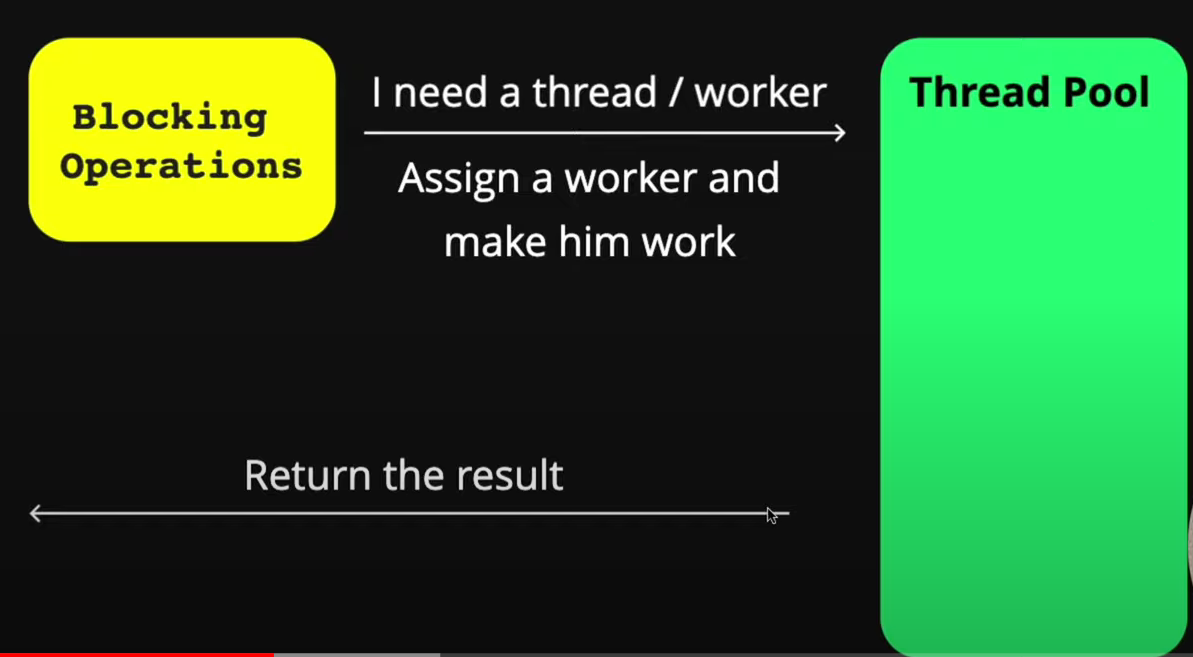 Blocking
Operations
I need a thread / worker
Assign a worker and
make him work
Return the result
Thread Pool